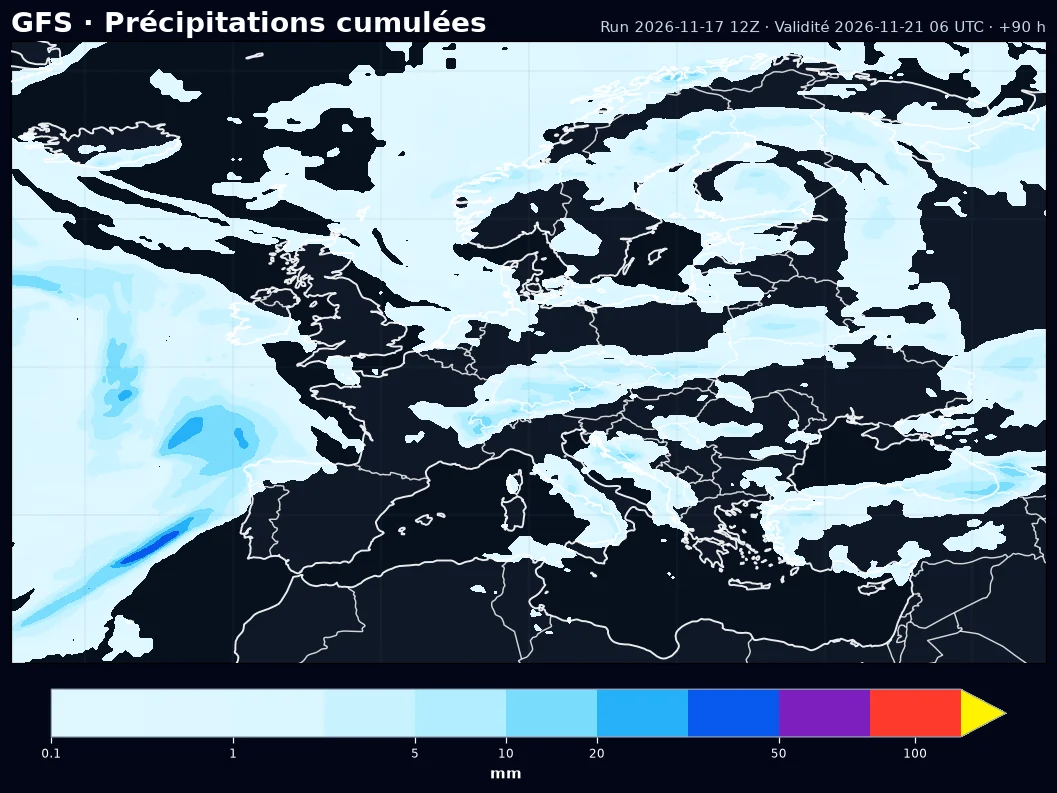 GFS · Précipitations cumulées
Run 2026-11-17 12Z · Validité 2026-11-21 06 UTC · +90 h
0.1 1 5 10 20 50 100
mm